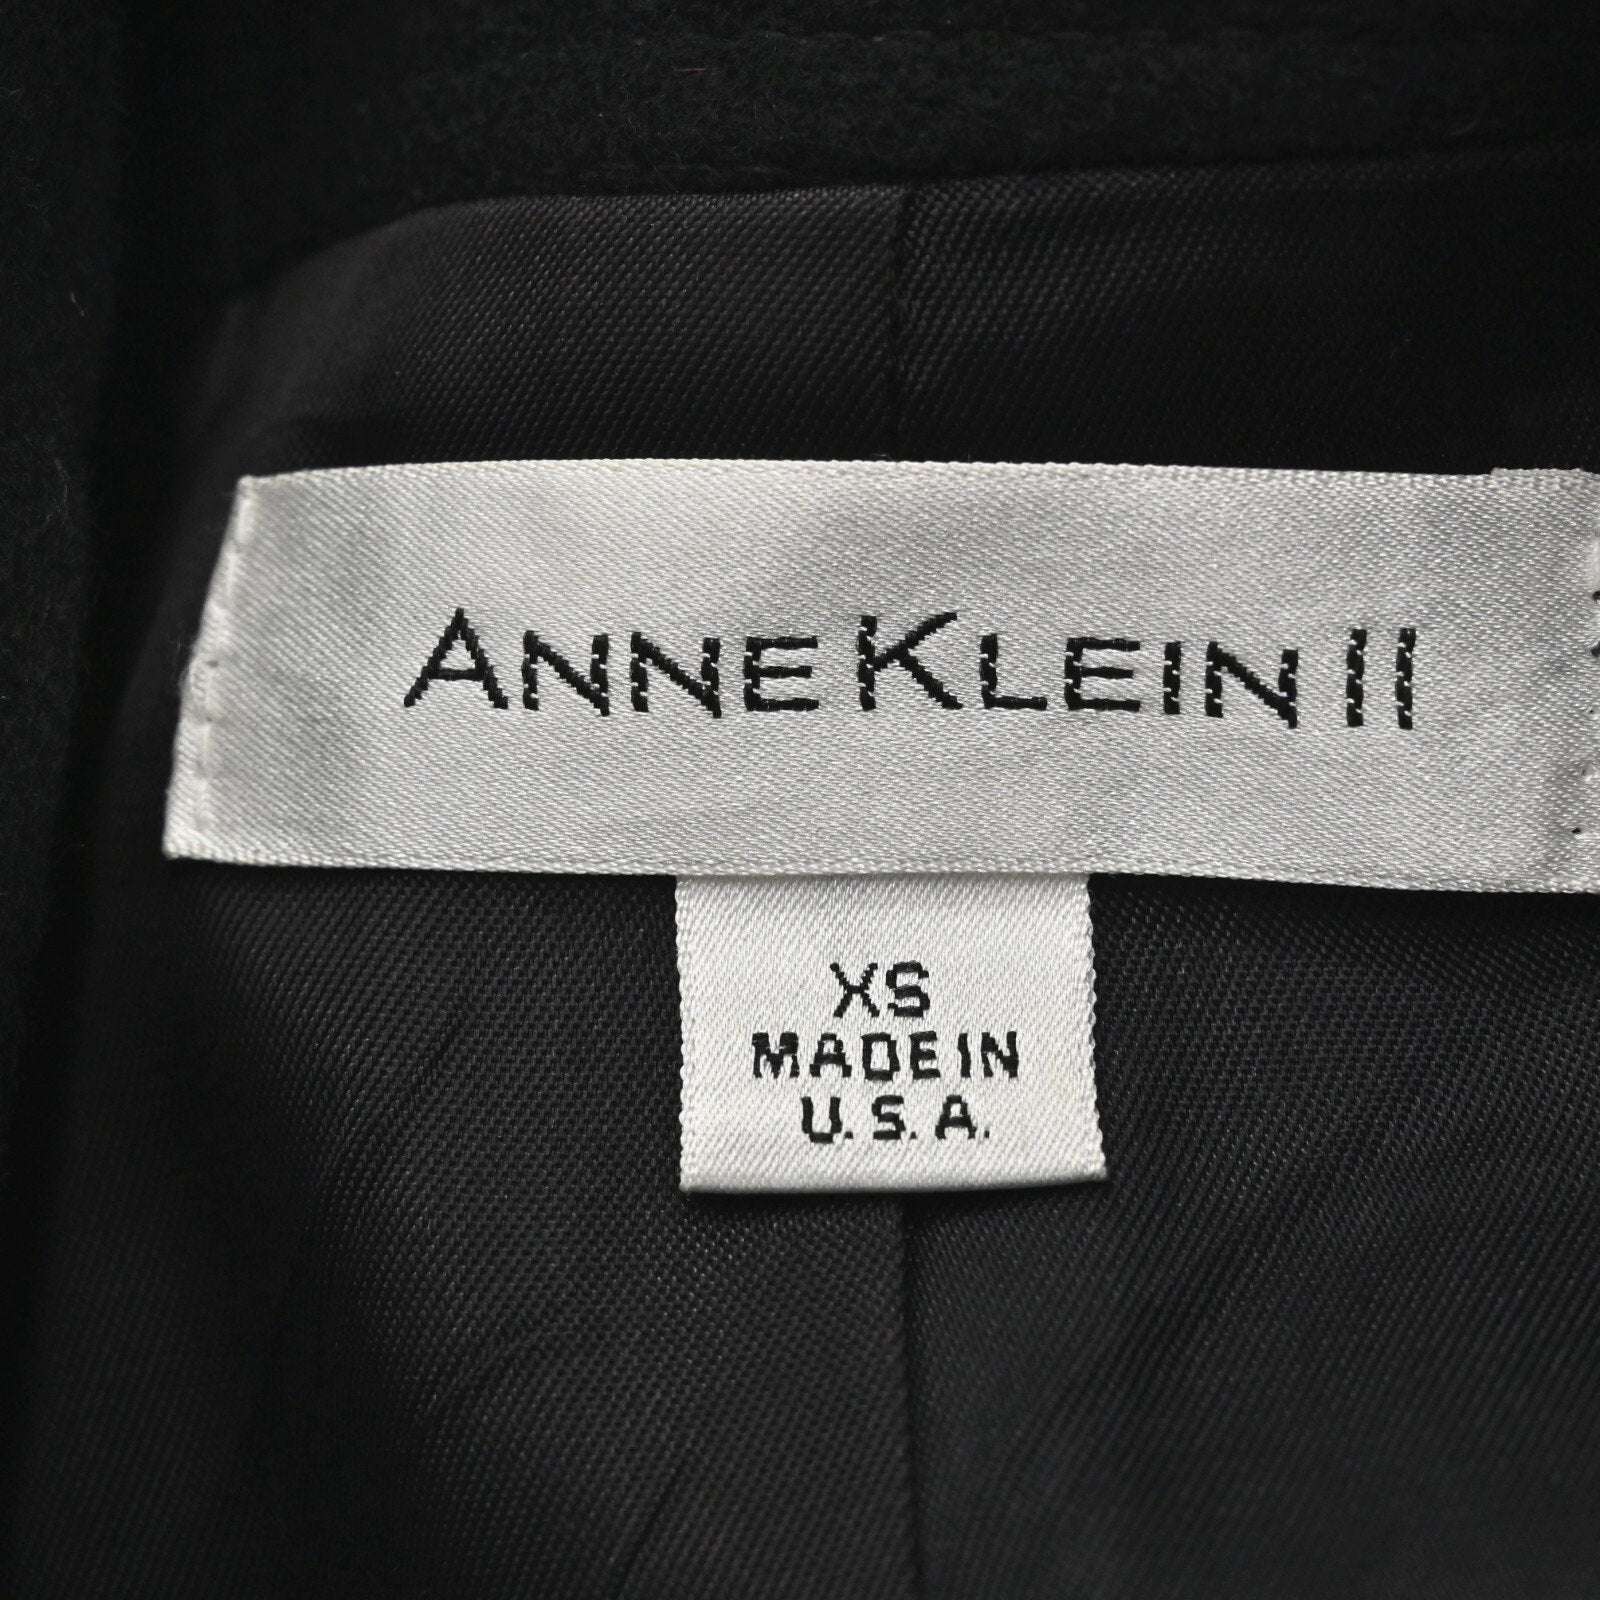 ANNE KLEIN II
XS
MADE IN
U.S.A.